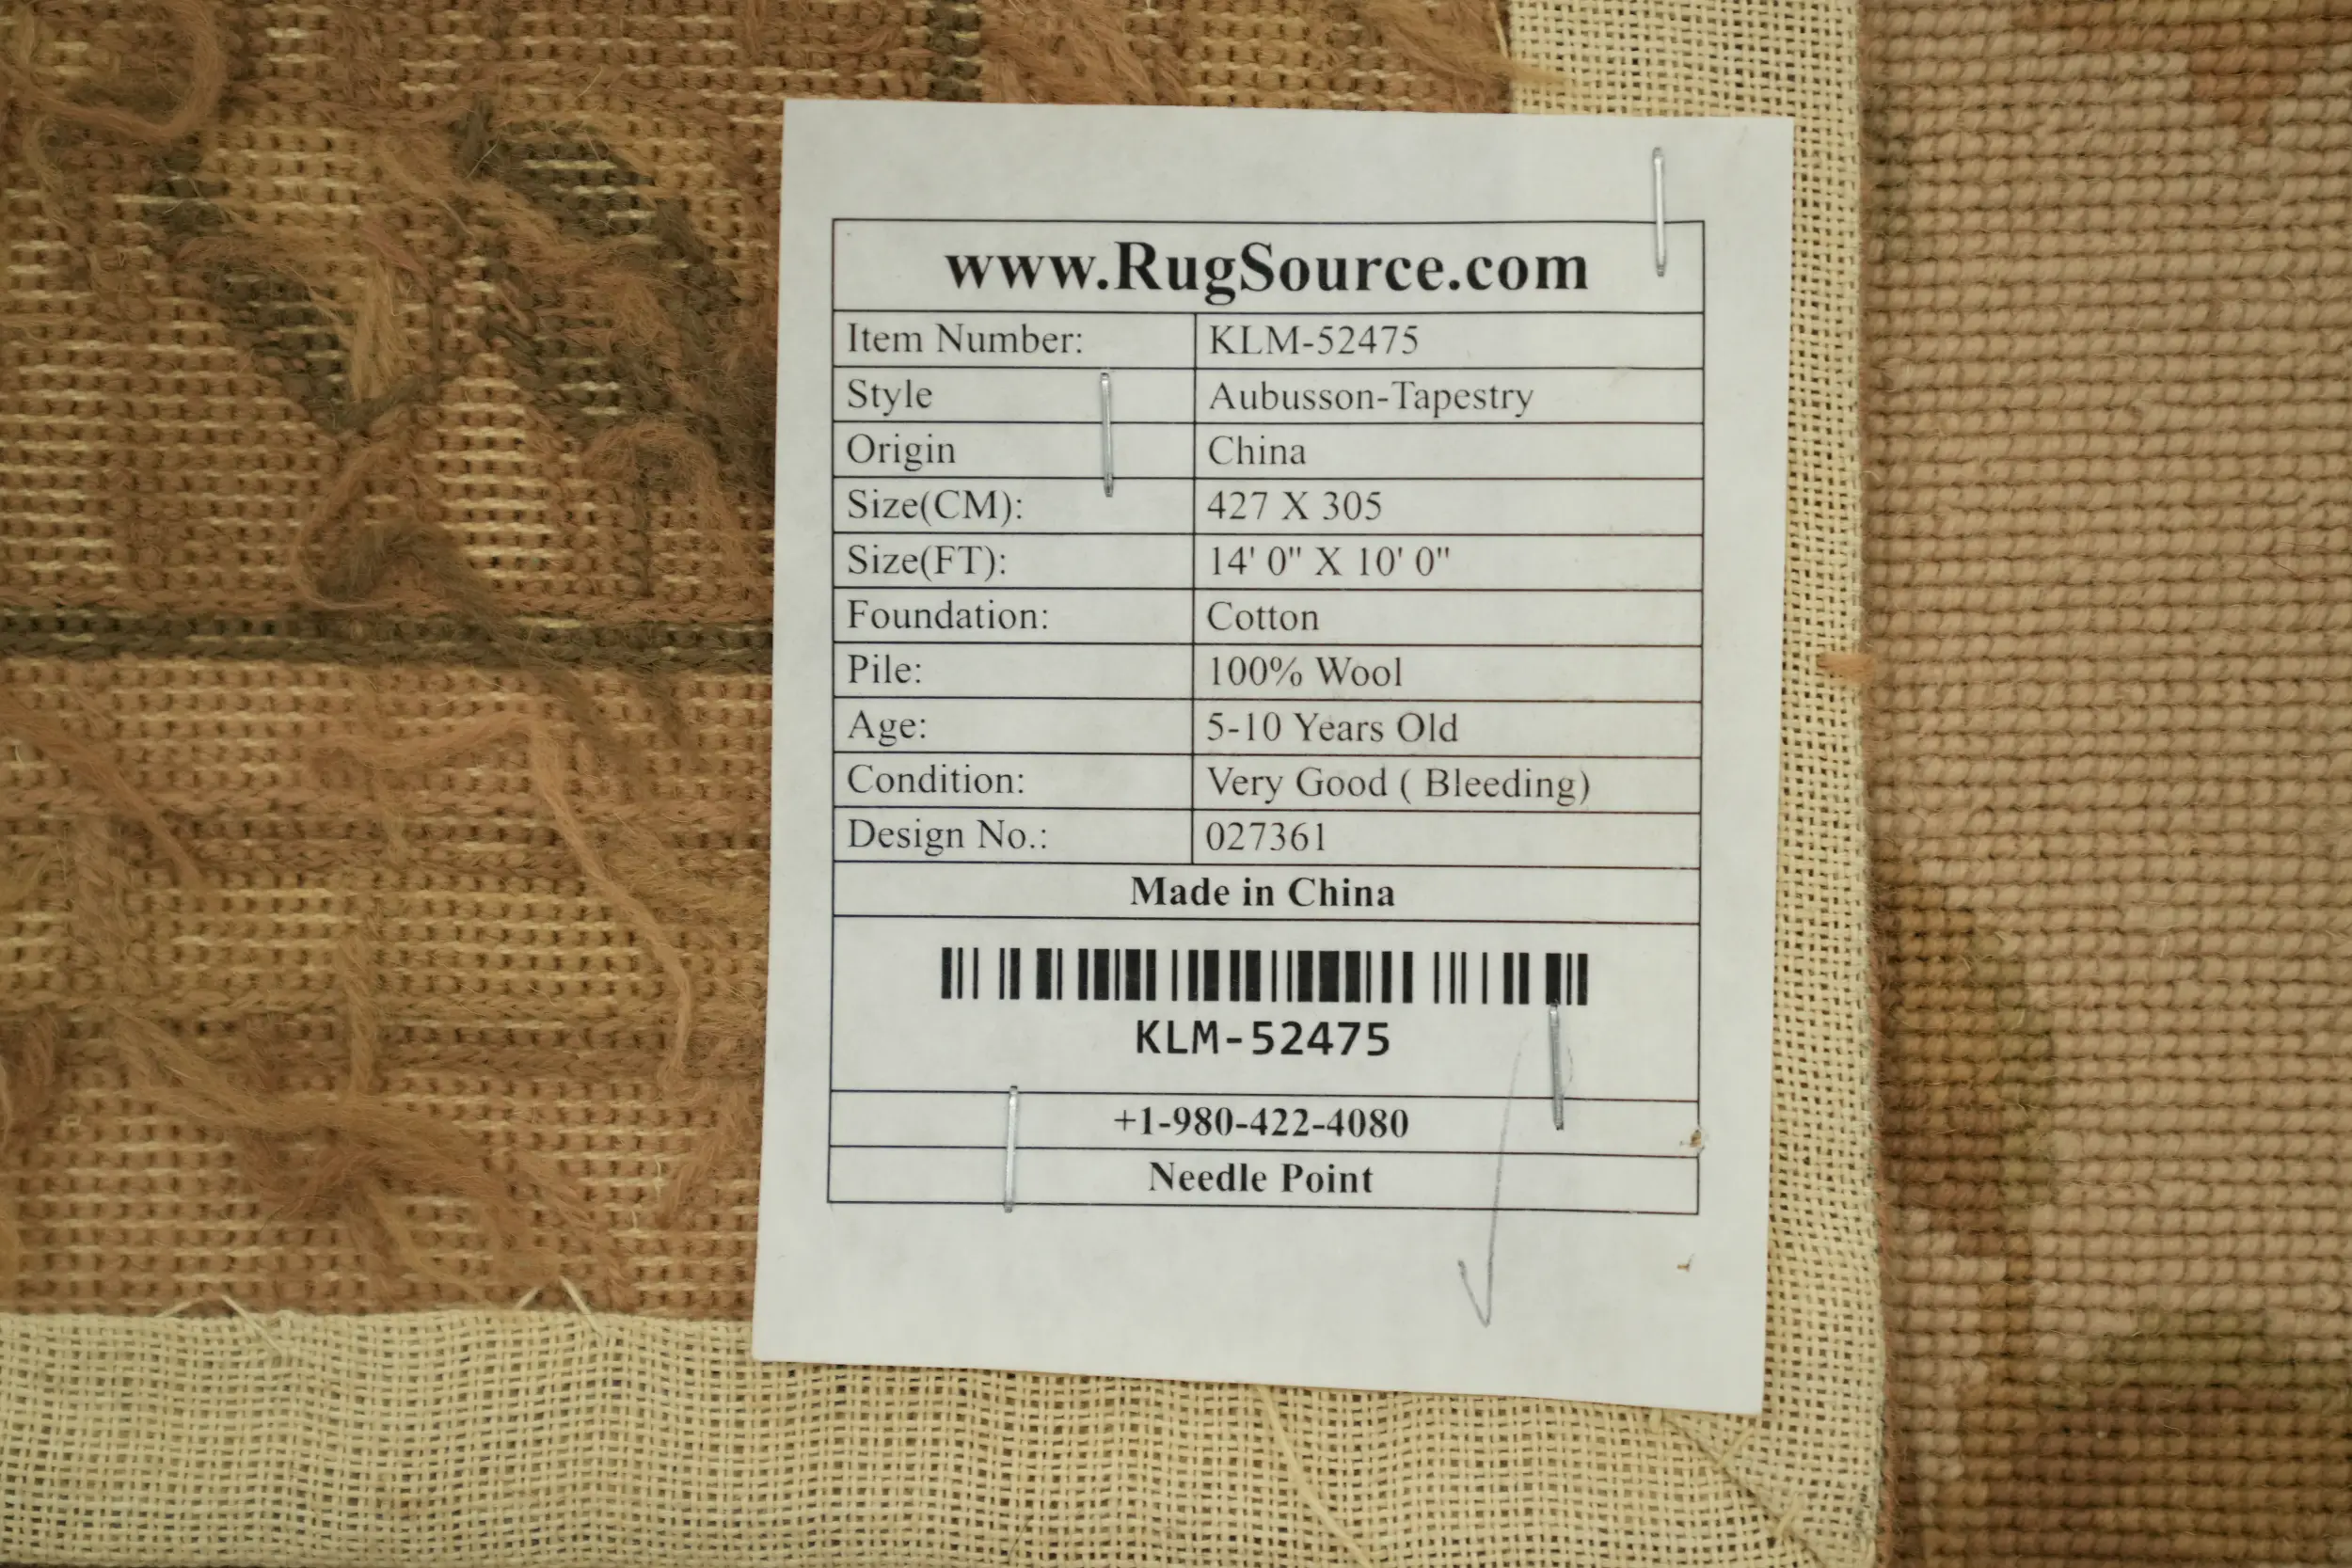 www.RugSource.com
Item Number: KLM-52475
Style Aubusson-Tapestry
Origin China
Size(CM): 427 X 305
Size(FT): 14' 0" X 10' 0"
Foundation: Cotton
Pile: 100% Wool
Age: 5-10 Years Old
Condition: Very Good ( Bleeding)
Design No.: 027361
Made in China
KLM-52475
+1-980-422-4080
Needle Point